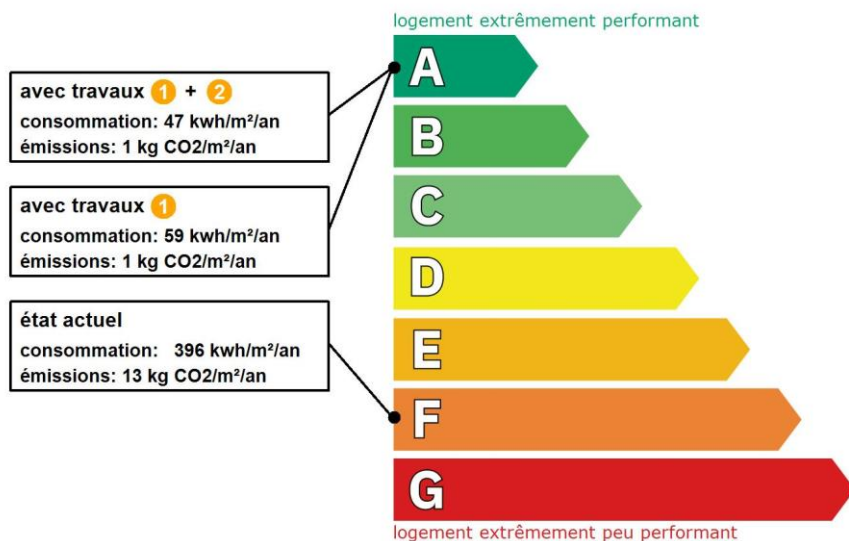 logement extrêmement performant
avec travaux 1 + 2
consommation: 47 kwh/m²/an
émissions: 1 kg CO2/m²/an
avec travaux 1
consommation: 59 kwh/m²/an
émissions: 1 kg CO2/m²/an
état actuel
consommation: 396 kwh/m²/an
émissions: 13 kg CO2/m²/an
A
B
C
D
E
F
G
logement extrêmement peu performant